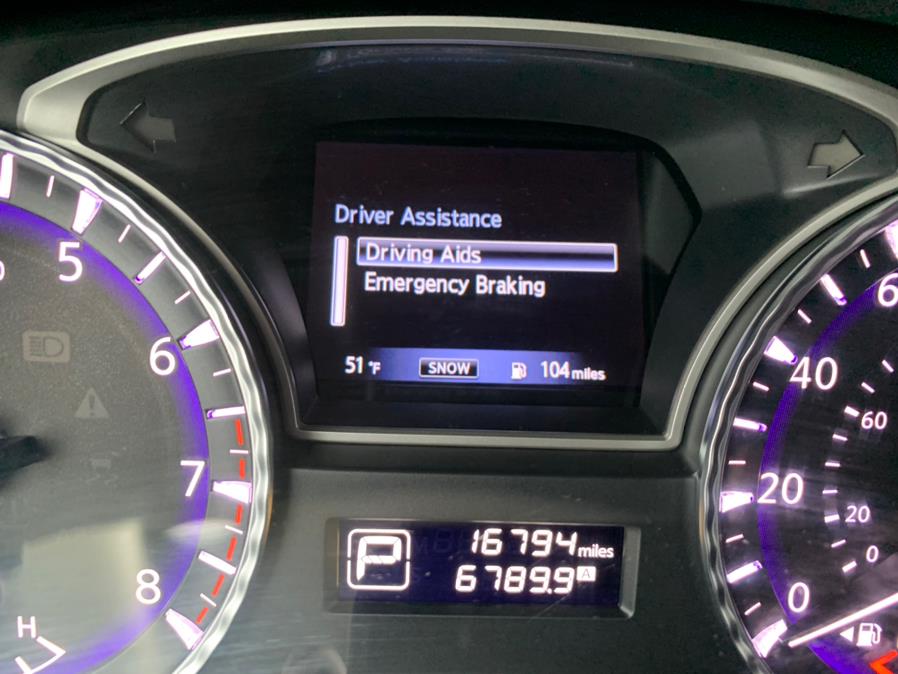 Driver Assistance
Driving Aids
Emergency Braking
51 °F SNOW 104 miles
5
6
7
8
H
P
16794 miles
6789.9 A
6
40
60
20
20
0
0